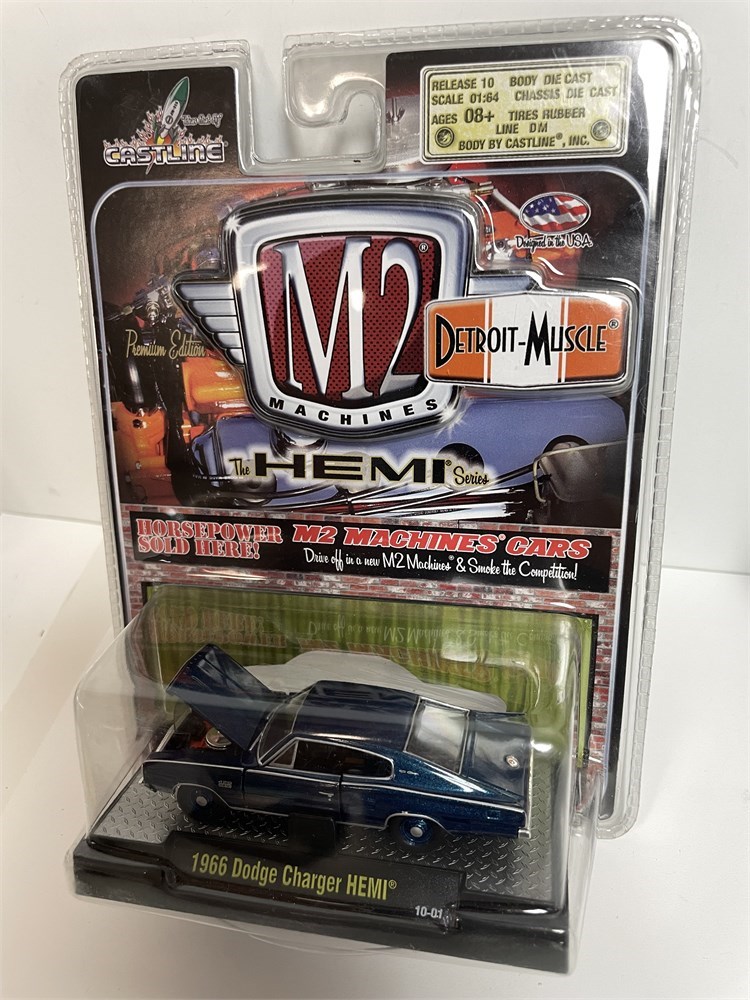 RELEASE 10 BODY DIE CAST
SCALE 01:64 CHASSIS DIE CAST
AGES 08+ TIRES RUBBER
LINE DM
BODY BY CASTLINE®, INC.
CASTLINE
Designed in the USA
M2®
MACHINES
DETROIT-MUSCLE®
Premium Edition
The HEMI® Series
HORSEPOWER
SOLD HERE!
M2 MACHINES® CARS
Drive off in a new M2 Machines® & Smoke the Competition!
1966 Dodge Charger HEMI®
10-01